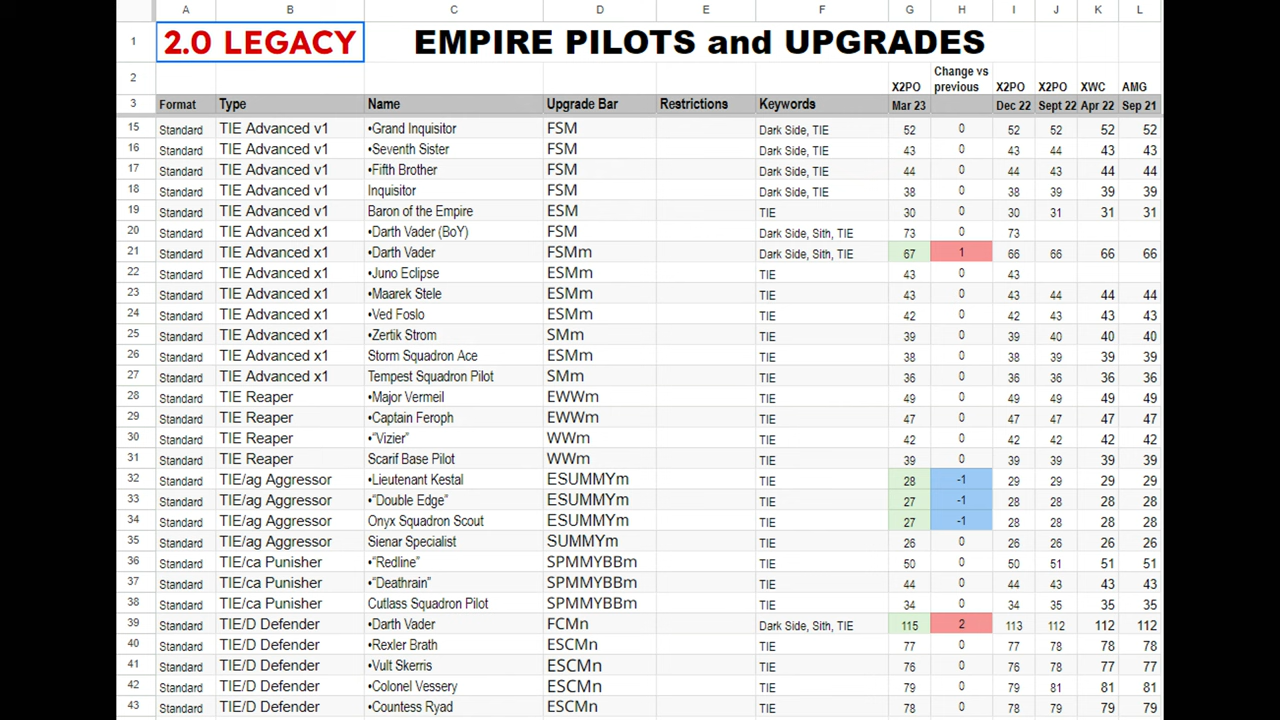 A B C D E F G H I J K L
1 2.0 LEGACY EMPIRE PILOTS and UPGRADES
2 X2PO Change vs previous X2PO X2PO XWC AMG
3 Format Type Name Upgrade Bar Restrictions Keywords Mar 23 Dec 22 Sept 22 Apr 22 Sep 21
15 Standard TIE Advanced v1 •Grand Inquisitor FSM Dark Side, TIE 52 0 52 52 52 52
16 Standard TIE Advanced v1 •Seventh Sister FSM Dark Side, TIE 43 0 43 44 43 43
17 Standard TIE Advanced v1 •Fifth Brother FSM Dark Side, TIE 44 0 44 43 44 44
18 Standard TIE Advanced v1 Inquisitor FSM Dark Side, TIE 38 0 38 39 39 39
19 Standard TIE Advanced v1 Baron of the Empire ESM TIE 30 0 30 31 31 31
20 Standard TIE Advanced x1 •Darth Vader (BoY) FSM Dark Side, Sith, TIE 73 0 73
21 Standard TIE Advanced x1 •Darth Vader FSMm Dark Side, Sith, TIE 67 1 66 66 66 66
22 Standard TIE Advanced x1 •Juno Eclipse ESMm TIE 43 0 43
23 Standard TIE Advanced x1 •Maarek Stele ESMm TIE 43 0 43 44 44 44
24 Standard TIE Advanced x1 •Ved Foslo ESMm TIE 42 0 42 43 43 43
25 Standard TIE Advanced x1 •Zertik Strom SMm TIE 39 0 39 40 40 40
26 Standard TIE Advanced x1 Storm Squadron Ace ESMm TIE 38 0 38 39 39 39
27 Standard TIE Advanced x1 Tempest Squadron Pilot SMm TIE 36 0 36 36 36 36
28 Standard TIE Reaper •Major Vermeil EWWm TIE 49 0 49 49 49 49
29 Standard TIE Reaper •Captain Feroph EWWm TIE 47 0 47 47 47 47
30 Standard TIE Reaper •“Vizier” WWm TIE 42 0 42 42 42 42
31 Standard TIE Reaper Scarif Base Pilot WWm TIE 39 0 39 39 39 39
32 Standard TIE/ag Aggressor •Lieutenant Kestal ESUMMYm TIE 28 -1 29 29 29 29
33 Standard TIE/ag Aggressor •“Double Edge” ESUMMYm TIE 27 -1 28 28 28 28
34 Standard TIE/ag Aggressor Onyx Squadron Scout ESUMMYm TIE 27 -1 28 28 28 28
35 Standard TIE/ag Aggressor Sienar Specialist SUMMYm TIE 26 0 26 26 26 26
36 Standard TIE/ca Punisher •“Redline” SPMMYBBm TIE 50 0 50 51 51 51
37 Standard TIE/ca Punisher •“Deathrain” SPMMYBBm TIE 44 0 44 43 43 43
38 Standard TIE/ca Punisher Cutlass Squadron Pilot SPMMYBBm TIE 34 0 34 35 35 35
39 Standard TIE/D Defender •Darth Vader FCMn Dark Side, Sith, TIE 115 2 113 112 112 112
40 Standard TIE/D Defender •Rexler Brath ESCMn TIE 77 0 77 78 78 78
41 Standard TIE/D Defender •Vult Skerris ESCMn TIE 76 0 76 78 77 77
42 Standard TIE/D Defender •Colonel Vessery ESCMn TIE 79 0 79 81 81 81
43 Standard TIE/D Defender •Countess Ryad ESCMn TIE 78 0 78 79 79 79